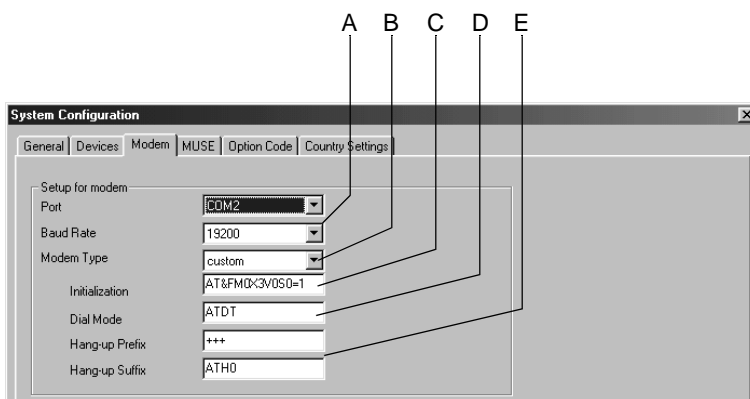 A B C D E
System Configuration
General Devices Modem MUSE Option Code Country Settings
Setup for modem
Port COM2
Baud Rate 19200
Modem Type custom
Initialization AT&FM0X3V0S0=1
Dial Mode ATDT
Hang-up Prefix +++
Hang-up Suffix ATH0